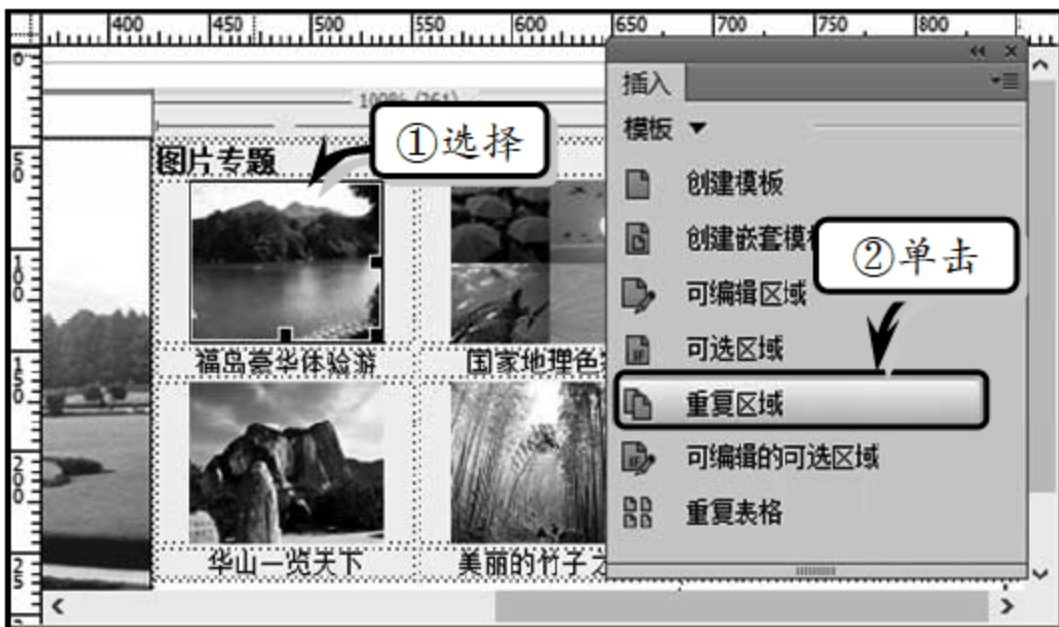 400 450 500 550 600 650 700 750 800
插入
模板
①选择
图片专题
创建模板
创建嵌套模
②单击
可编辑区域
可选区域
福岛豪华体验游
国家地理色
重复区域
可编辑的可选区域
重复表格
华山一览天下
美丽的竹子